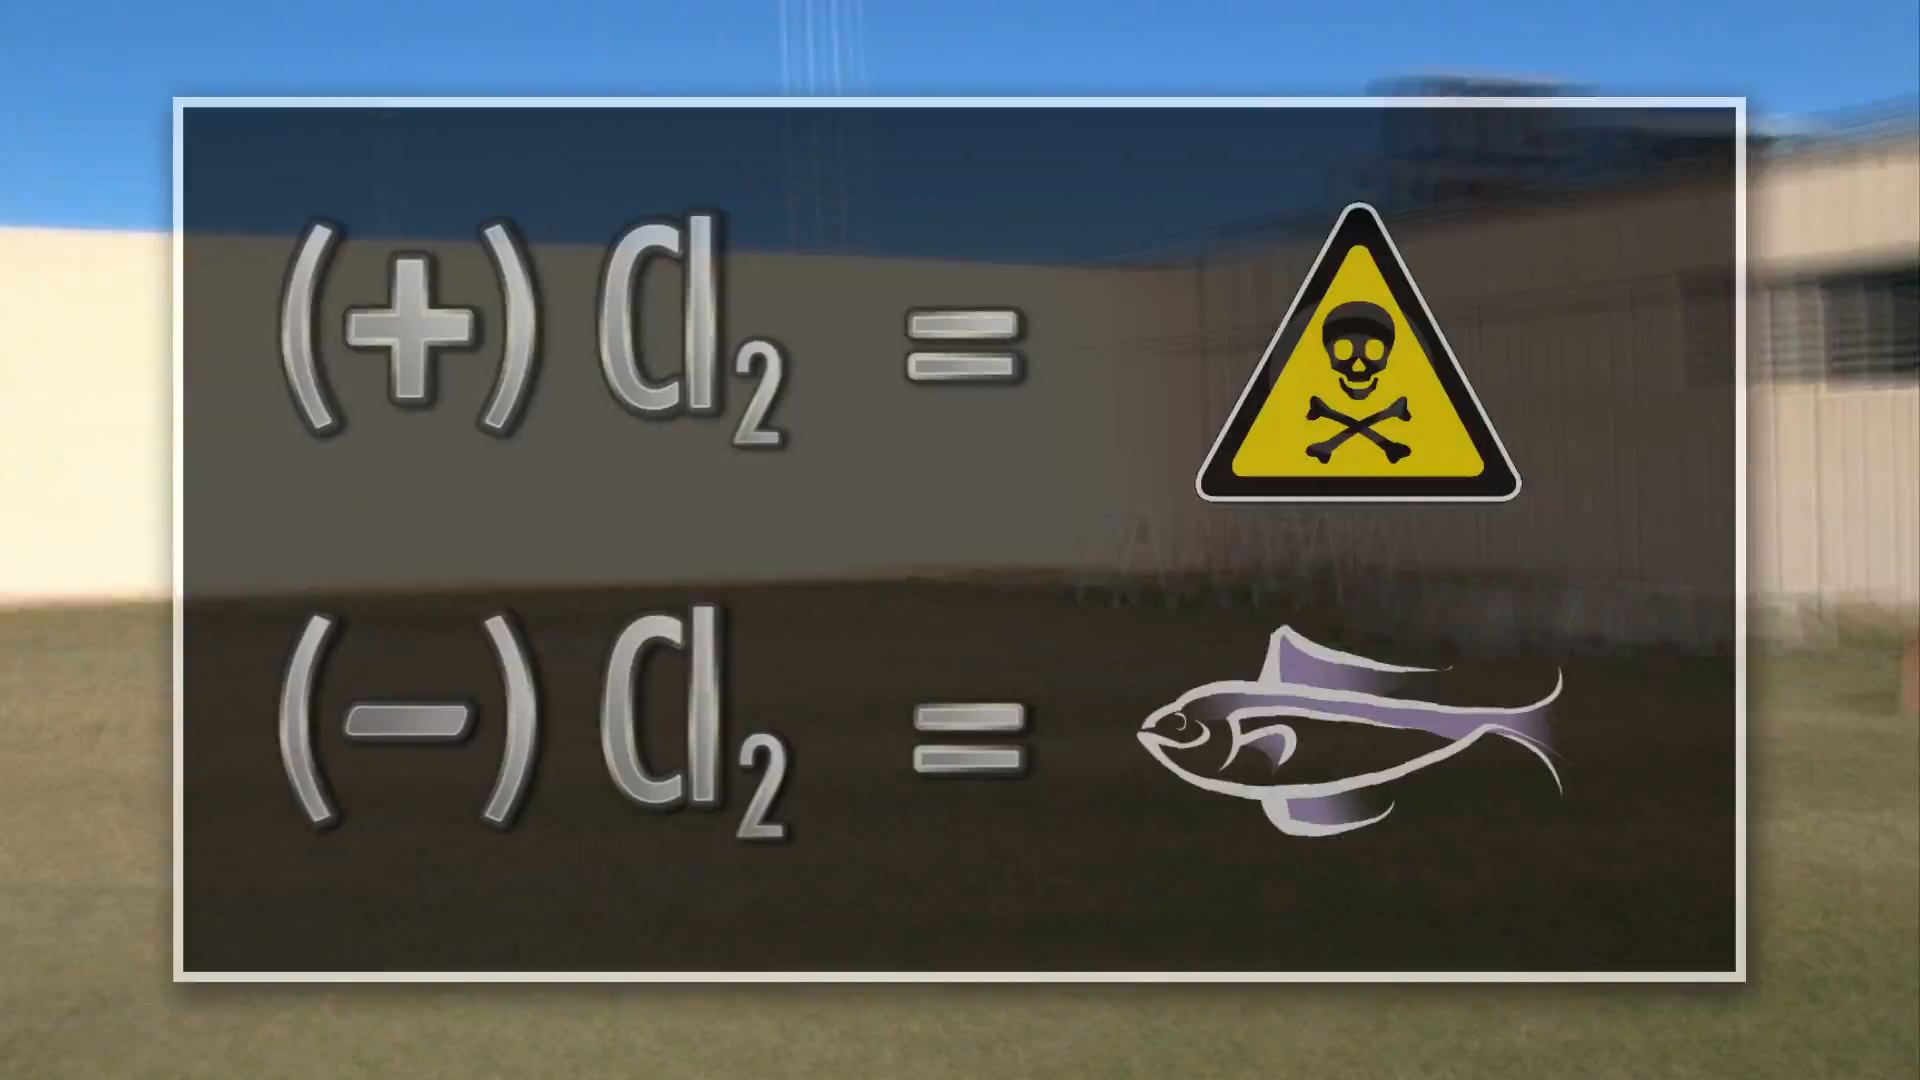 (+) Cl₂ =
(-) Cl₂ =